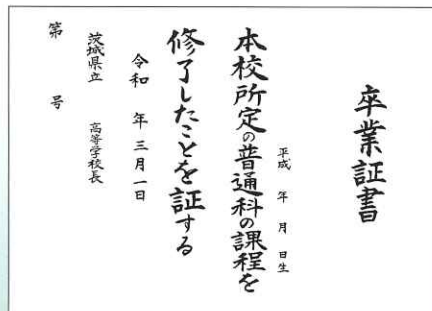 卒業証書
平成 年 月 日生
本校所定の普通科の課程を
修了したことを証する
令和 年三月一日
茨城県立 高等学校長
第 号